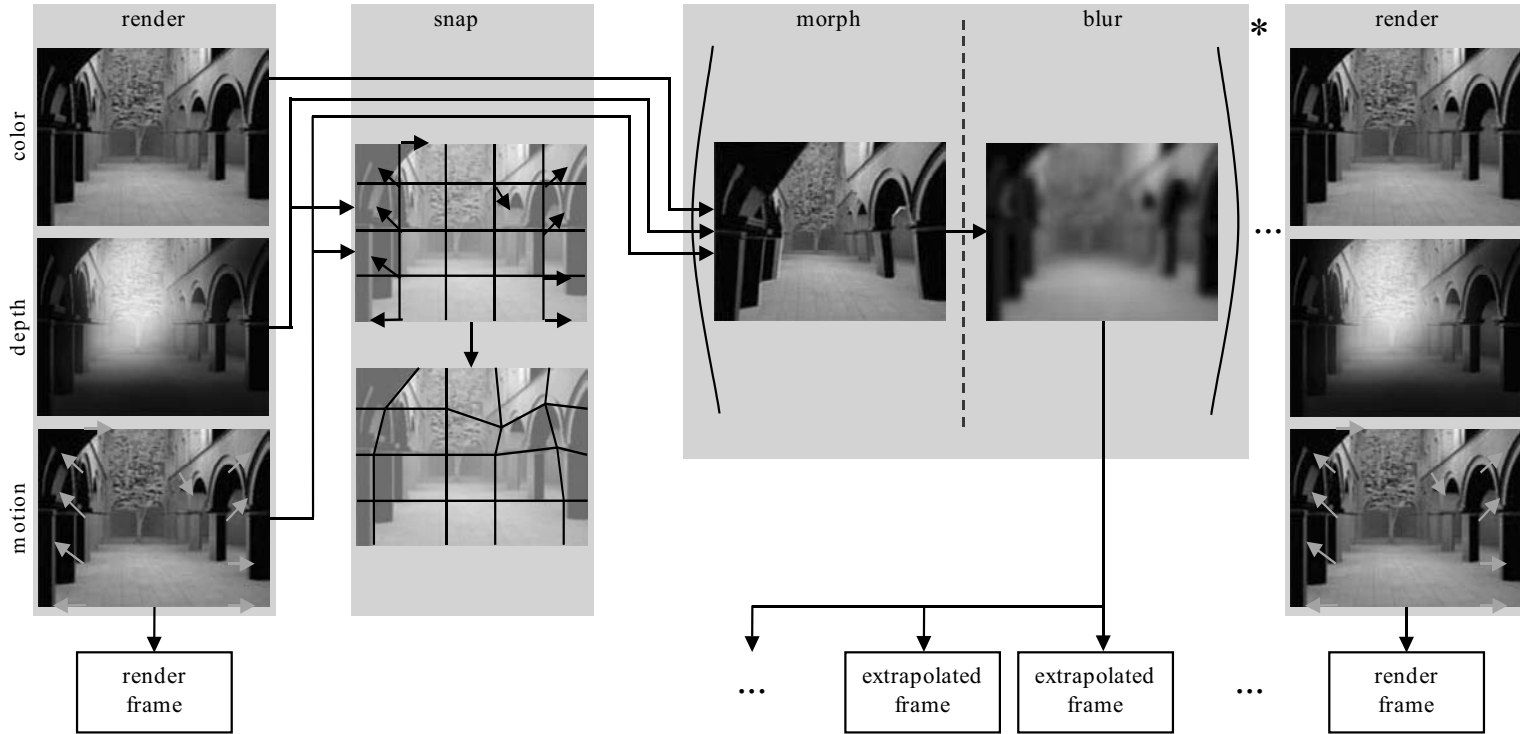 render
snap
morph
blur
*
render
color
depth
motion
...
render
frame
...
extrapolated
frame
extrapolated
frame
...
render
frame